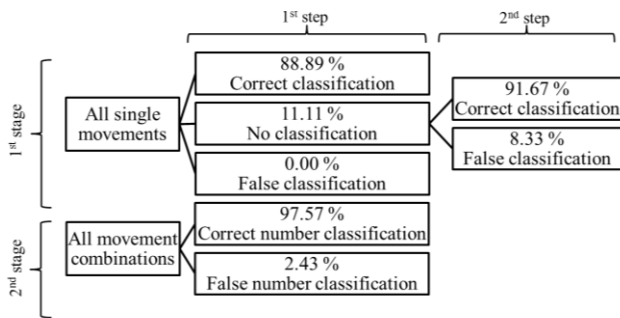 1st step
2nd step
1st stage
All single
movements
88.89 %
Correct classification
11.11 %
No classification
0.00 %
False classification
91.67 %
Correct classification
8.33 %
False classification
2nd stage
All movement
combinations
97.57 %
Correct number classification
2.43 %
False number classification